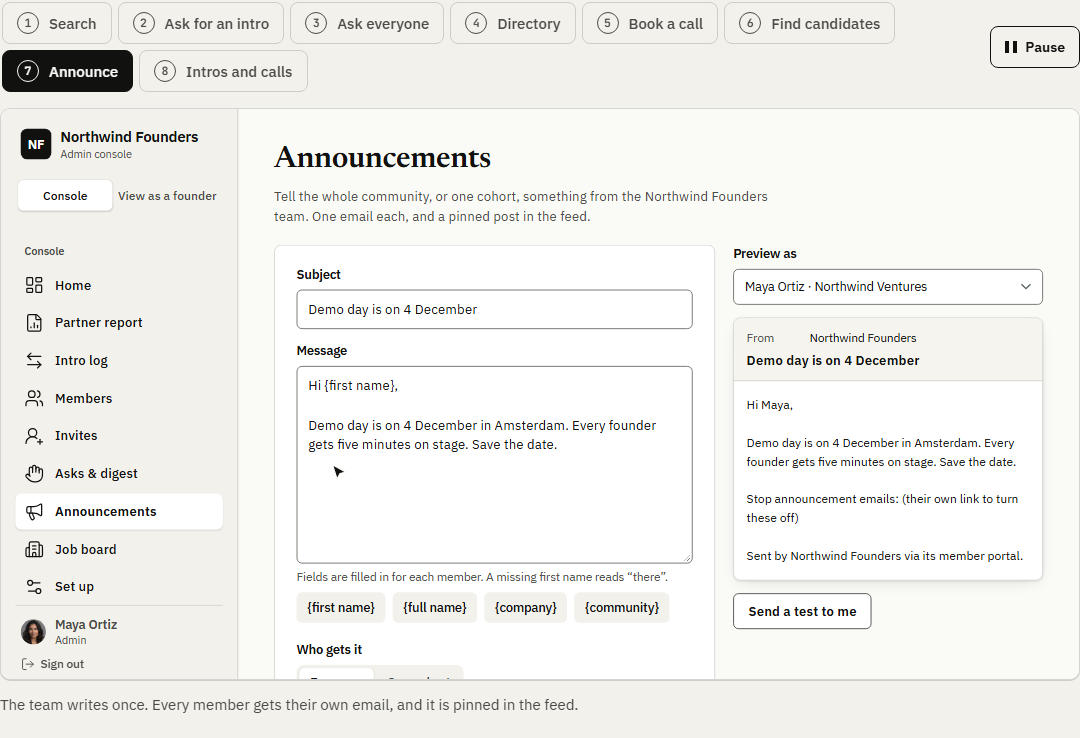 1 Search
2 Ask for an intro
3 Ask everyone
4 Directory
5 Book a call
6 Find candidates
7 Announce
8 Intros and calls
Pause
NF
Northwind Founders
Admin console
Console
View as a founder
Console
Home
Partner report
Intro log
Members
Invites
Asks & digest
Announcements
Job board
Set up
Maya Ortiz
Admin
Sign out
Announcements
Tell the whole community, or one cohort, something from the Northwind Founders
team. One email each, and a pinned post in the feed.
Subject
Demo day is on 4 December
Message
Hi {first name},
Demo day is on 4 December in Amsterdam. Every founder
gets five minutes on stage. Save the date.
Fields are filled in for each member. A missing first name reads “there”.
{first name}
{full name}
{company}
{community}
Who gets it
Preview as
Maya Ortiz · Northwind Ventures
From Northwind Founders
Demo day is on 4 December
Hi Maya,
Demo day is on 4 December in Amsterdam. Every
founder gets five minutes on stage. Save the date.
Stop announcement emails: (their own link to turn
these off)
Sent by Northwind Founders via its member portal.
Send a test to me
The team writes once. Every member gets their own email, and it is pinned in the feed.